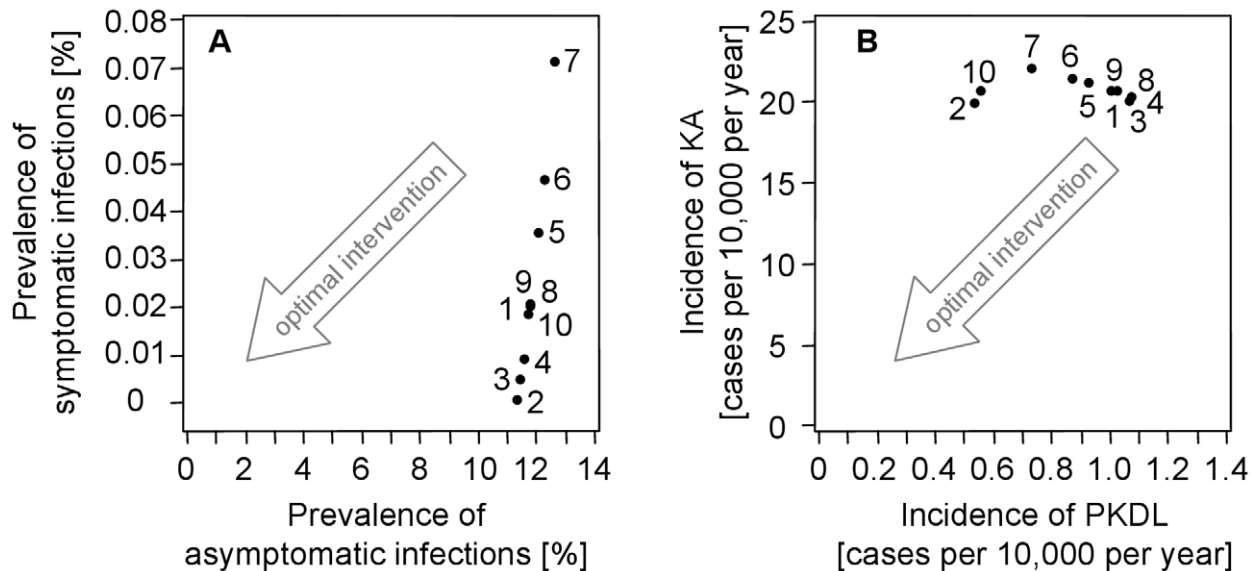 A
Prevalence of
symptomatic infections [%]
0.08
0.07
0.06
0.05
0.04
0.03
0.02
0.01
0
7
6
5
9
8
1
10
4
3
2
optimal intervention
0 2 4 6 8 10 12 14
Prevalence of
asymptomatic infections [%]
B
Incidence of KA
[cases per 10,000 per year]
25
20
15
10
5
0
7
6
10
9
8
2
5
1
4
3
optimal intervention
0 0.2 0.4 0.6 0.8 1.0 1.2 1.4
Incidence of PKDL
[cases per 10,000 per year]